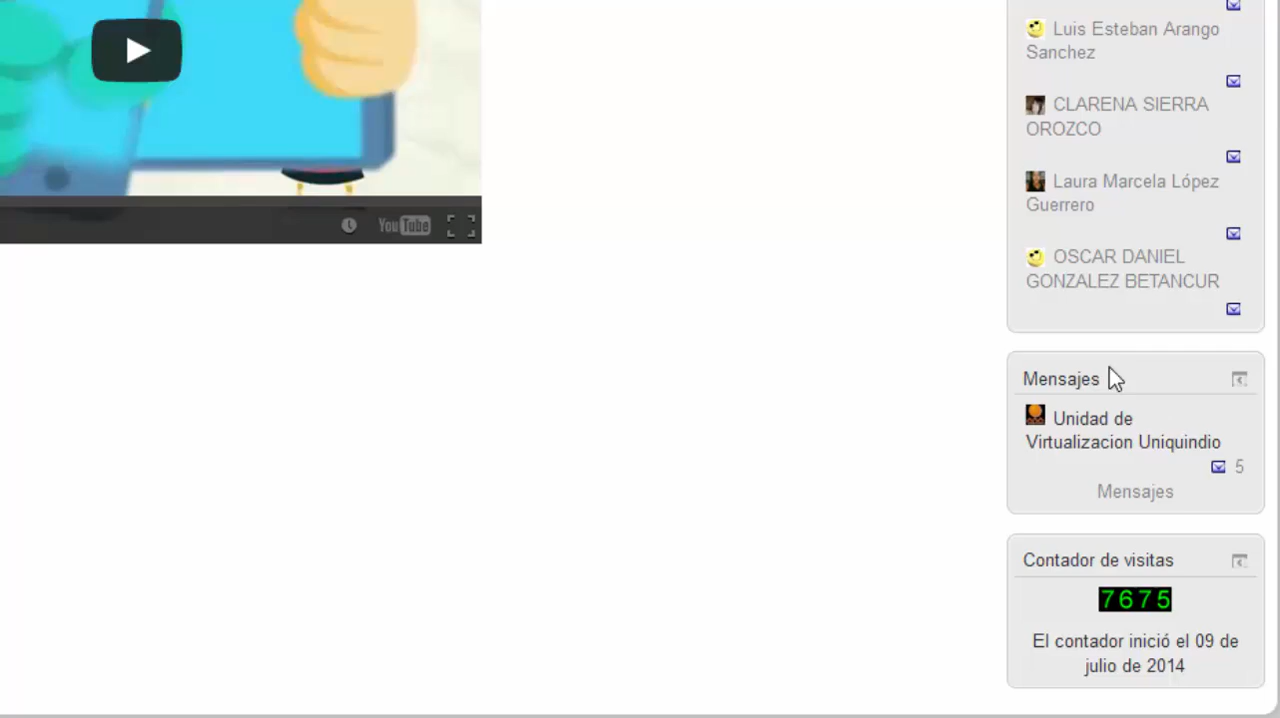 Luis Esteban Arango
Sanchez
CLARENA SIERRA
OROZCO
Laura Marcela López
Guerrero
OSCAR DANIEL
GONZALEZ BETANCUR
YouTube
Mensajes
Unidad de
Virtualizacion Uniquindio
5
Mensajes
Contador de visitas
7675
El contador inició el 09 de
julio de 2014